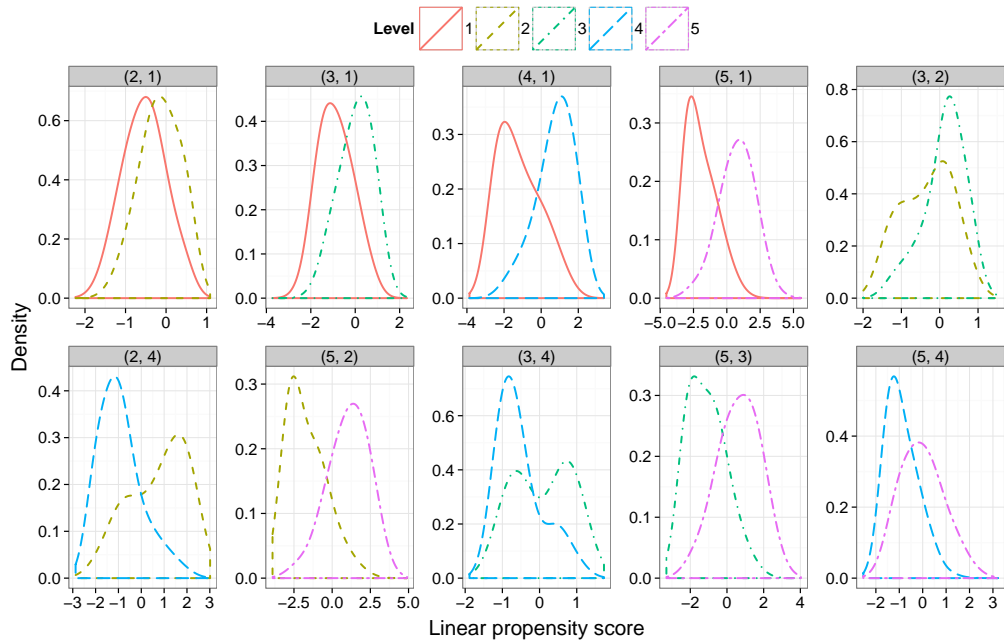 Level 1 2 3 4 5
(2, 1) (3, 1) (4, 1) (5, 1) (3, 2)
0.0 0.2 0.4 0.6
−2 −1 0 1
0.0 0.1 0.2 0.3 0.4
−4 −2 0 2
0.0 0.1 0.2 0.3
−4 −2 0 2
0.0 0.1 0.2 0.3
−5.0 −2.5 0.0 2.5 5.0
0.0 0.2 0.4 0.6 0.8
−2 −1 0 1
Density
(2, 4) (5, 2) (3, 4) (5, 3) (5, 4)
0.0 0.1 0.2 0.3 0.4
−3 −2 −1 0 1 2 3
0.0 0.1 0.2 0.3
−2.5 0.0 2.5 5.0
0.0 0.2 0.4 0.6
−2 −1 0 1
0.0 0.1 0.2 0.3
−2 0 2 4
0.0 0.2 0.4
−2 −1 0 1 2 3
Linear propensity score